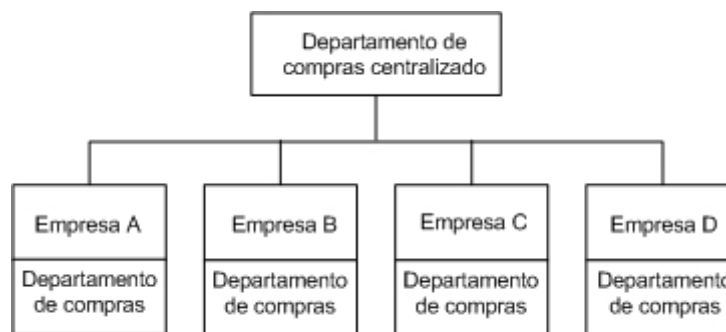 Departamento de
compras centralizado
Empresa A
Empresa B
Empresa C
Empresa D
Departamento
de compras
Departamento
de compras
Departamento
de compras
Departamento
de compras